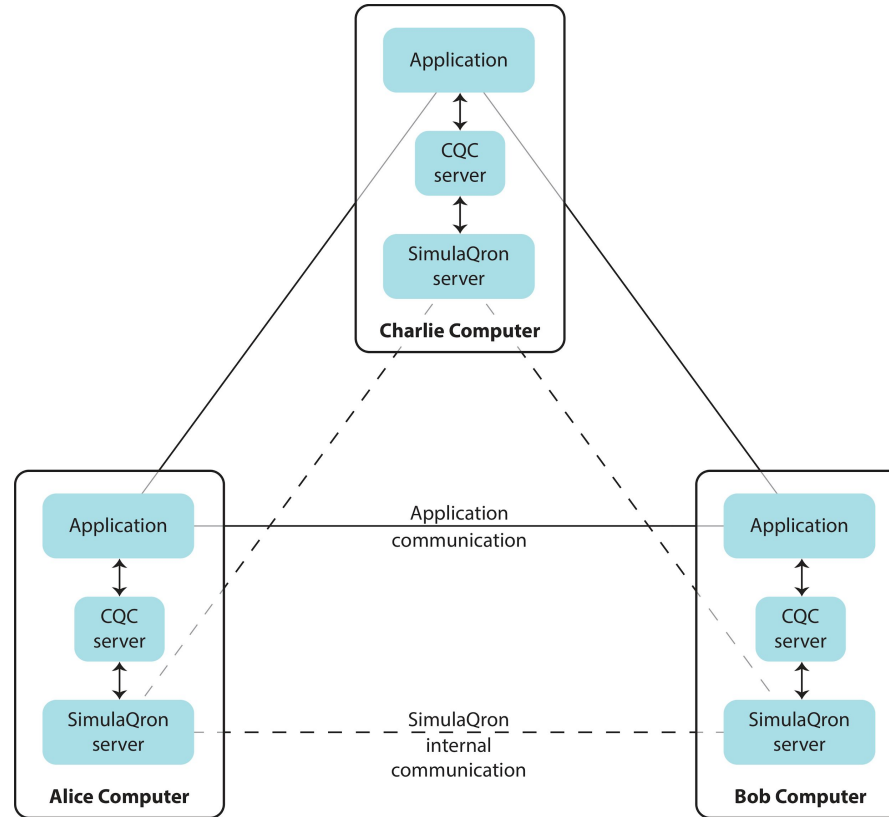 Application
CQC
server
SimulaQron
server
Charlie Computer
Application
CQC
server
SimulaQron
server
Alice Computer
Application
communication
SimulaQron
internal
communication
Application
CQC
server
SimulaQron
server
Bob Computer